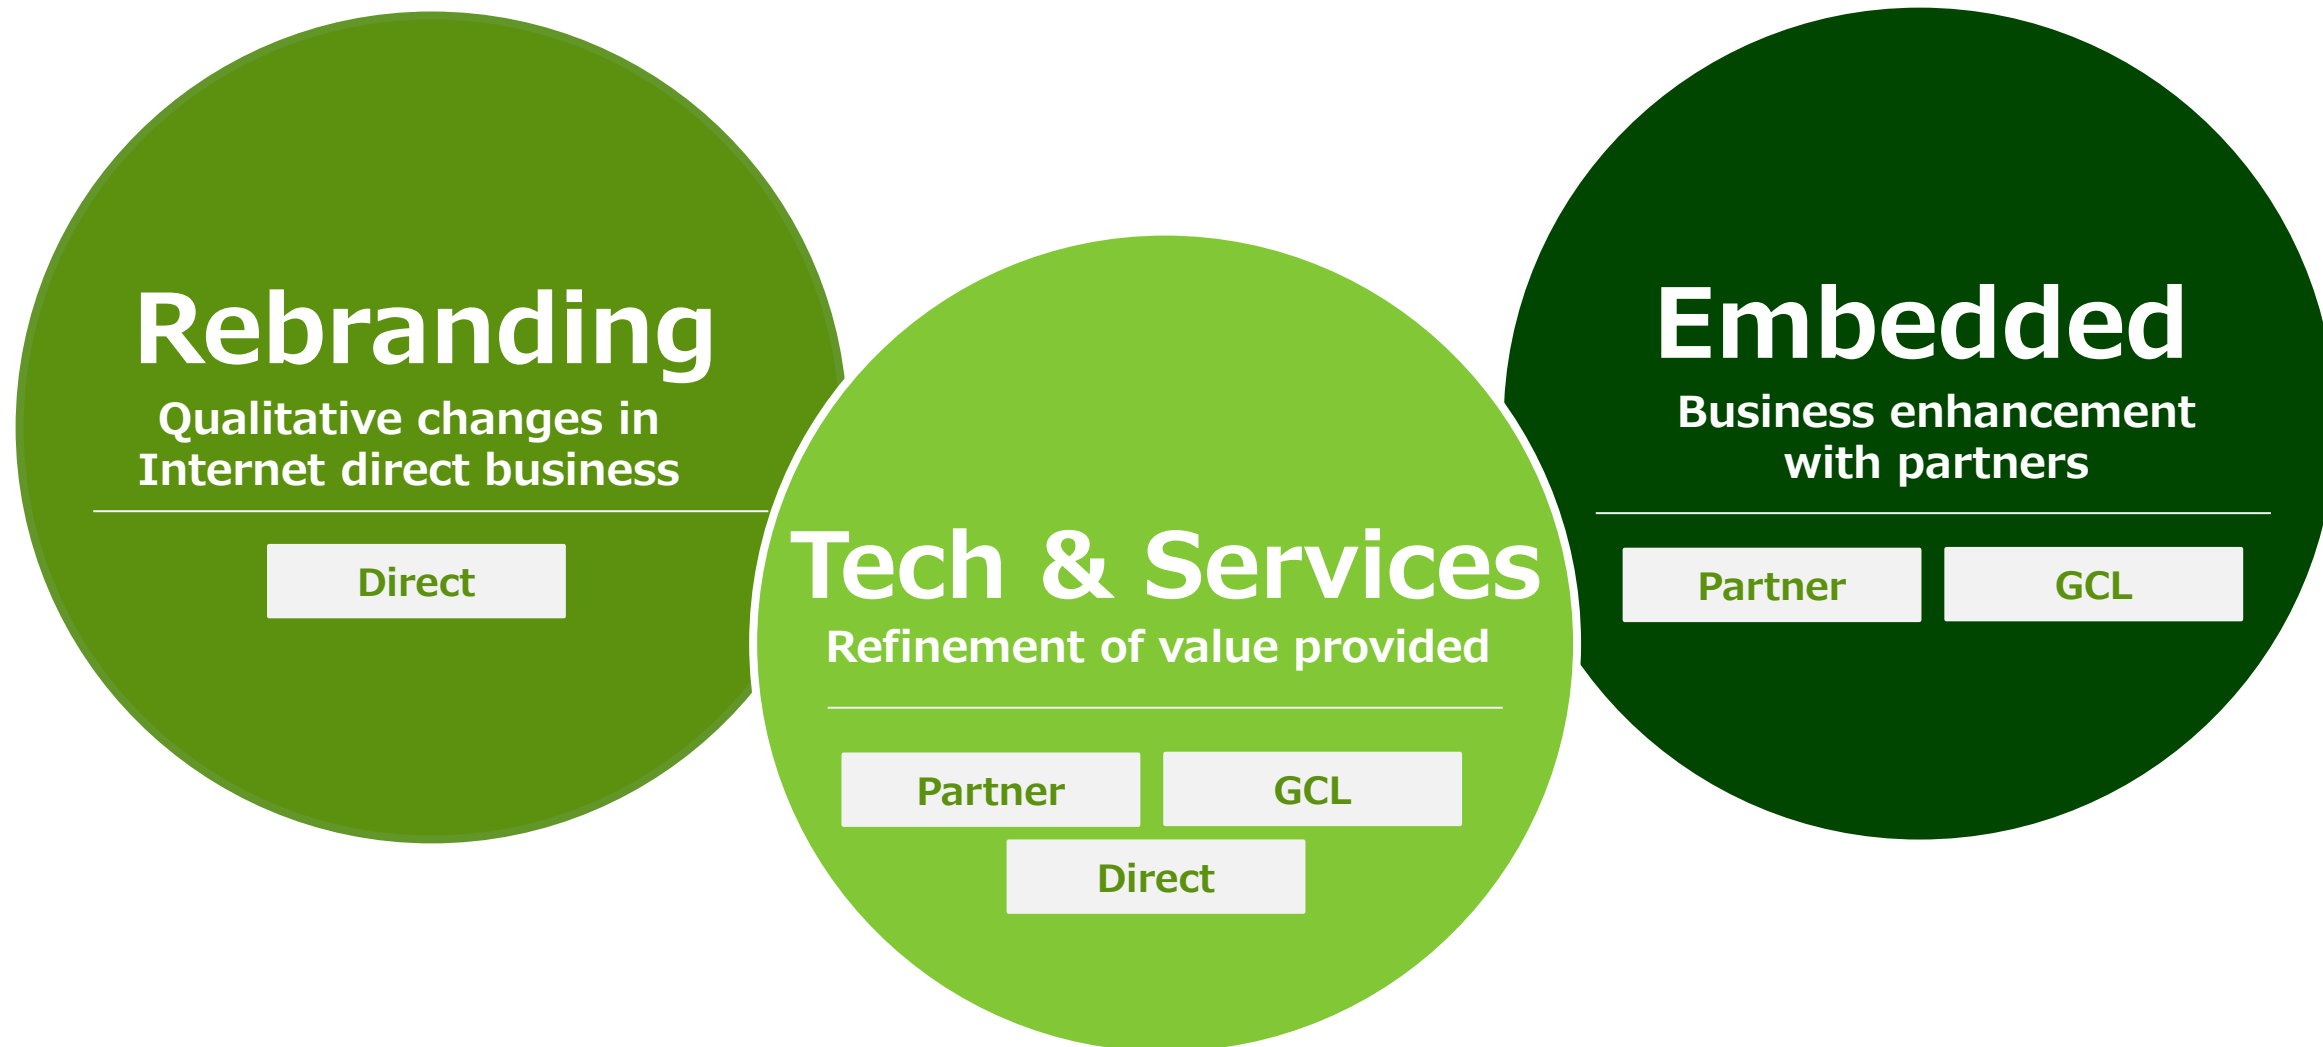 Rebranding
Qualitative changes in
Internet direct business
Direct
Tech & Services
Refinement of value provided
Partner
GCL
Direct
Embedded
Business enhancement
with partners
Partner
GCL